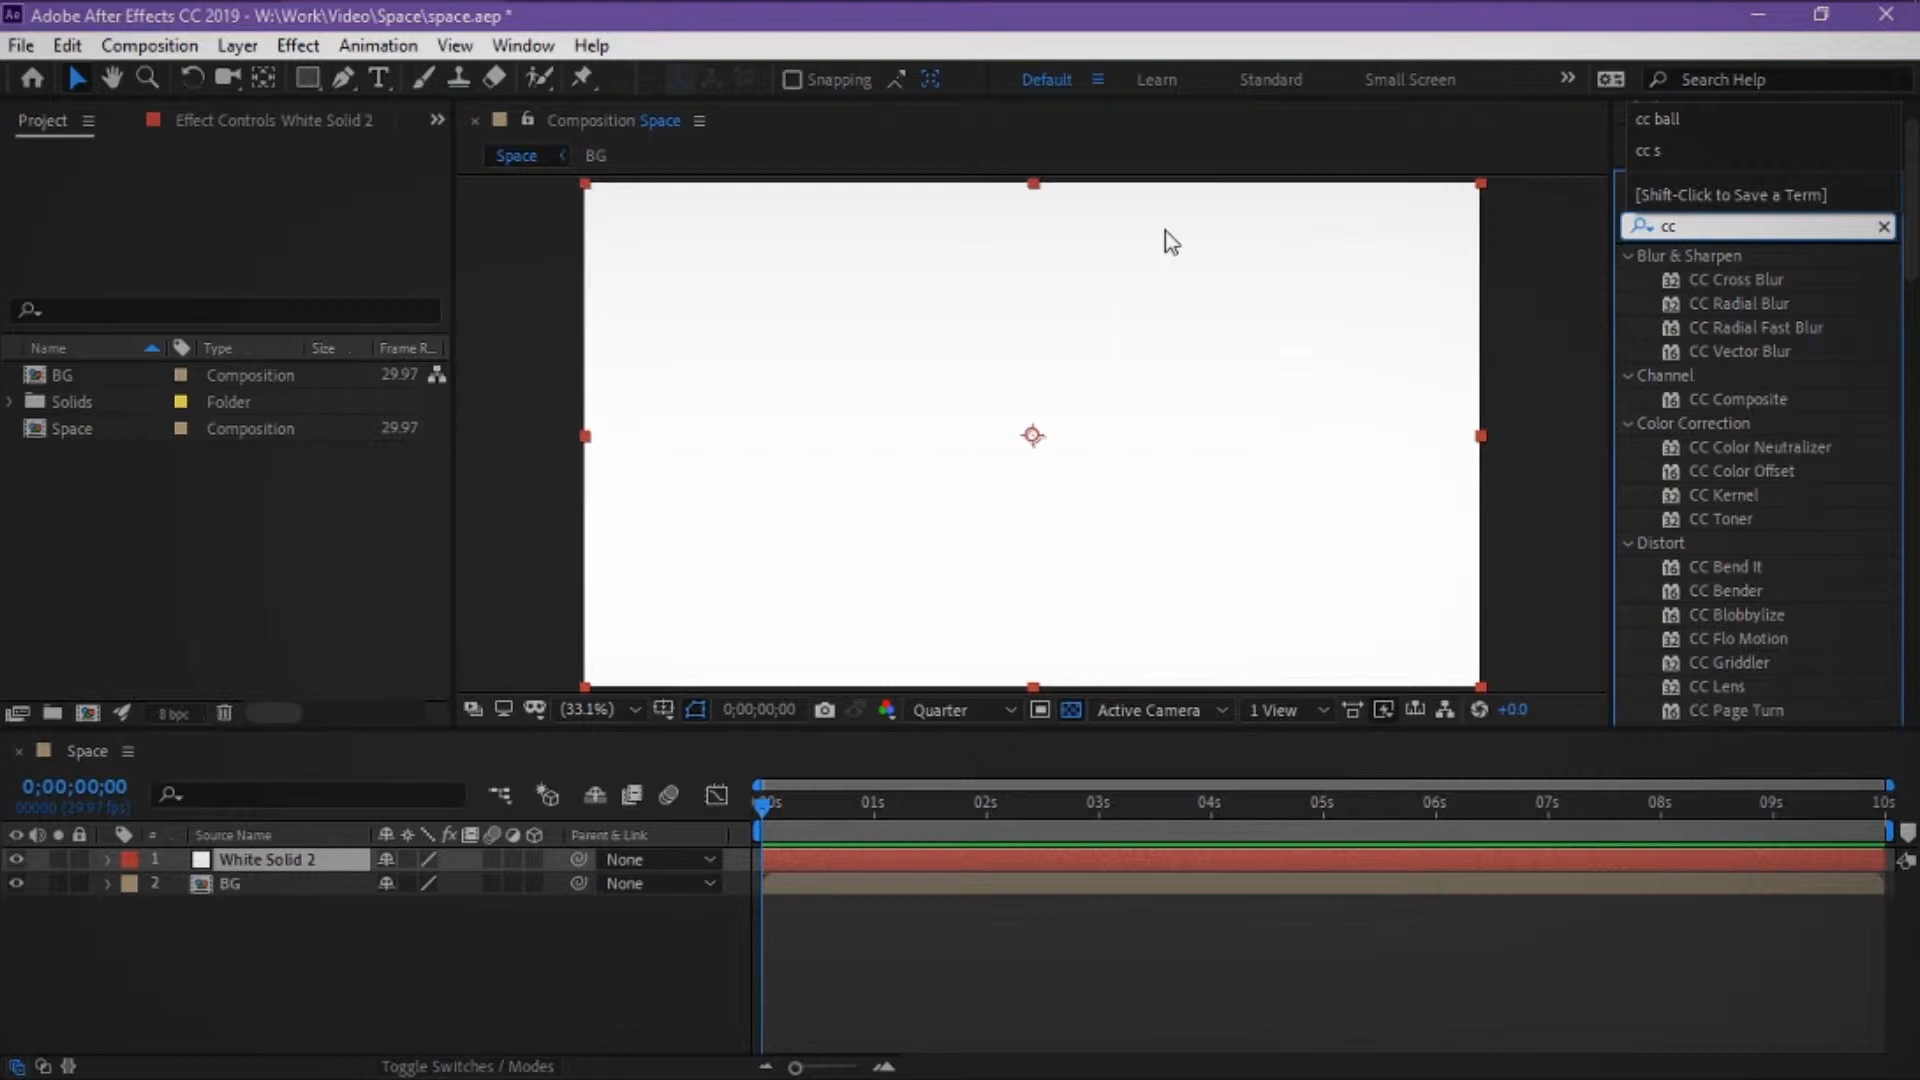 Adobe After Effects CC 2019 - W:\Work\Video\Space\space.aep *
File Edit Composition Layer Effect Animation View Window Help
Snapping Default Learn Standard Small Screen Search Help
Project Effect Controls White Solid 2
Composition Space
Space BG
cc ball
cc s
[Shift-Click to Save a Term]
cc
Blur & Sharpen
CC Cross Blur
CC Radial Blur
CC Radial Fast Blur
CC Vector Blur
Channel
CC Composite
Color Correction
CC Color Neutralizer
CC Color Offset
CC Kernel
CC Toner
Distort
CC Bend It
CC Bender
CC Blobbylize
CC Flo Motion
CC Griddler
CC Lens
CC Page Turn
Name Type Size Frame R...
BG Composition 29.97
Solids Folder
Space Composition 29.97
8 bpc
(33.1%) 0;00;00;00 Quarter Active Camera 1 View +0.0
Space
0;00;00;00
00000 (29.97 fps)
00s 01s 02s 03s 04s 05s 06s 07s 08s 09s 10s
# Source Name fx Parent & Link
1 White Solid 2 None
2 BG None
Toggle Switches / Modes